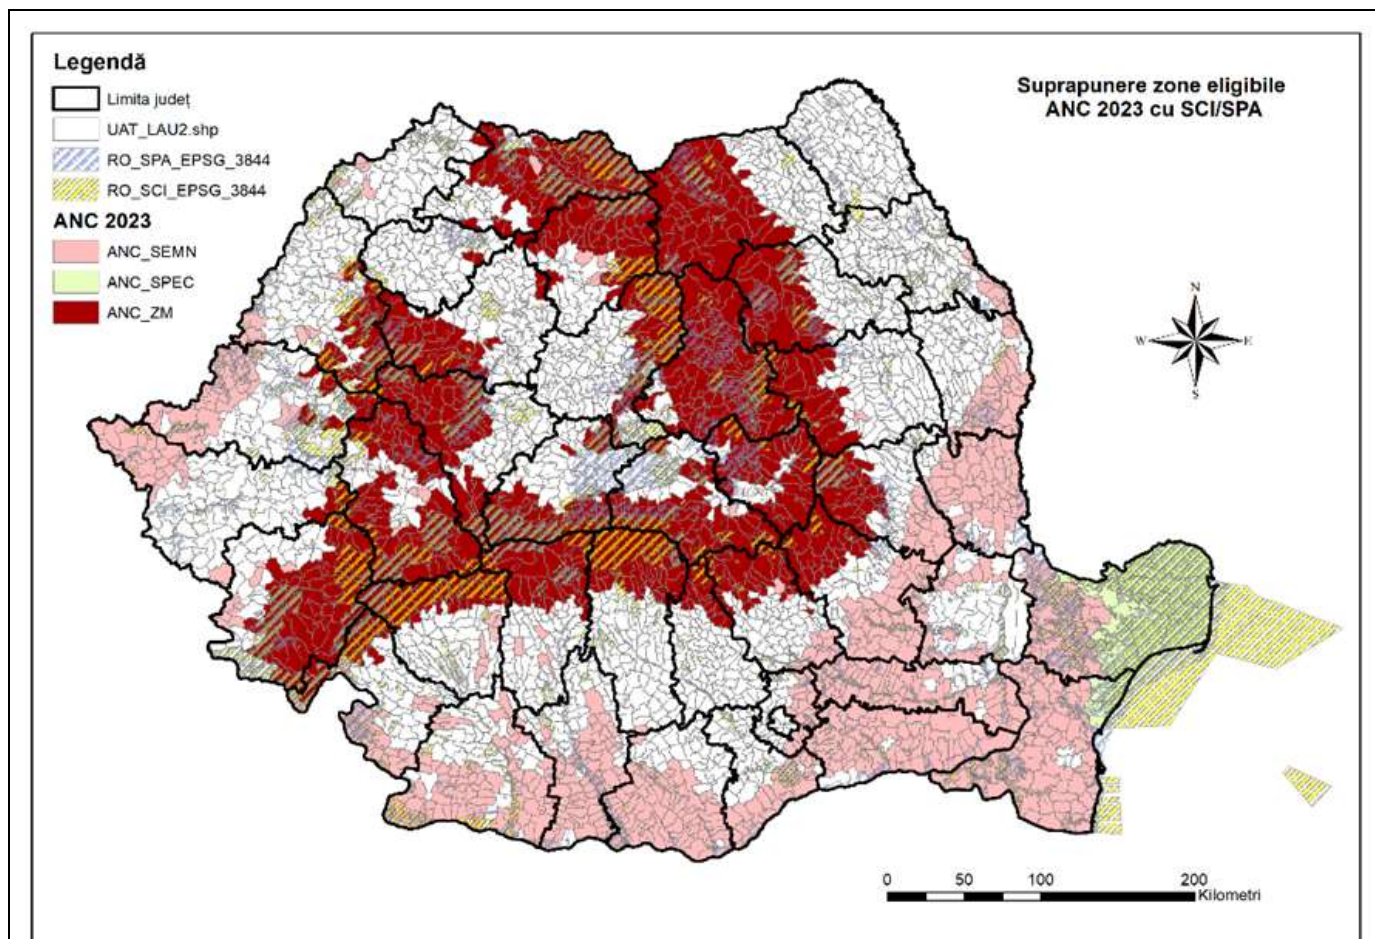 Legendă
Limita județ
UAT_LAU2.shp
RO_SPA_EPSG_3844
RO_SCI_EPSG_3844
ANC 2023
ANC_SEMN
ANC_SPEC
ANC_ZM
Suprapunere zone eligibile
ANC 2023 cu SCI/SPA
N
W E
S
0 50 100 200
Kilometri